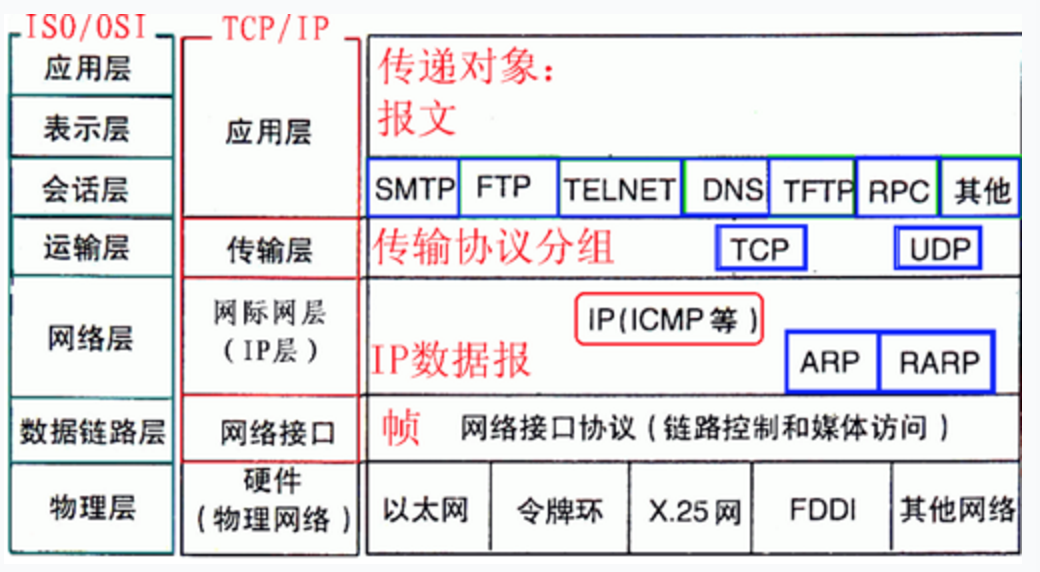 ISO/OSI
TCP/IP
应用层
表示层
会话层
运输层
网络层
数据链路层
物理层
应用层
传输层
网际网层
(IP层)
网络接口
硬件
(物理网络)
传递对象:
报文
SMTP FTP TELNET DNS TFTP RPC 其他
传输协议分组 TCP UDP
IP(ICMP等)
IP数据报 ARP RARP
帧 网络接口协议(链路控制和媒体访问)
以太网 令牌环 X.25网 FDDI 其他网络